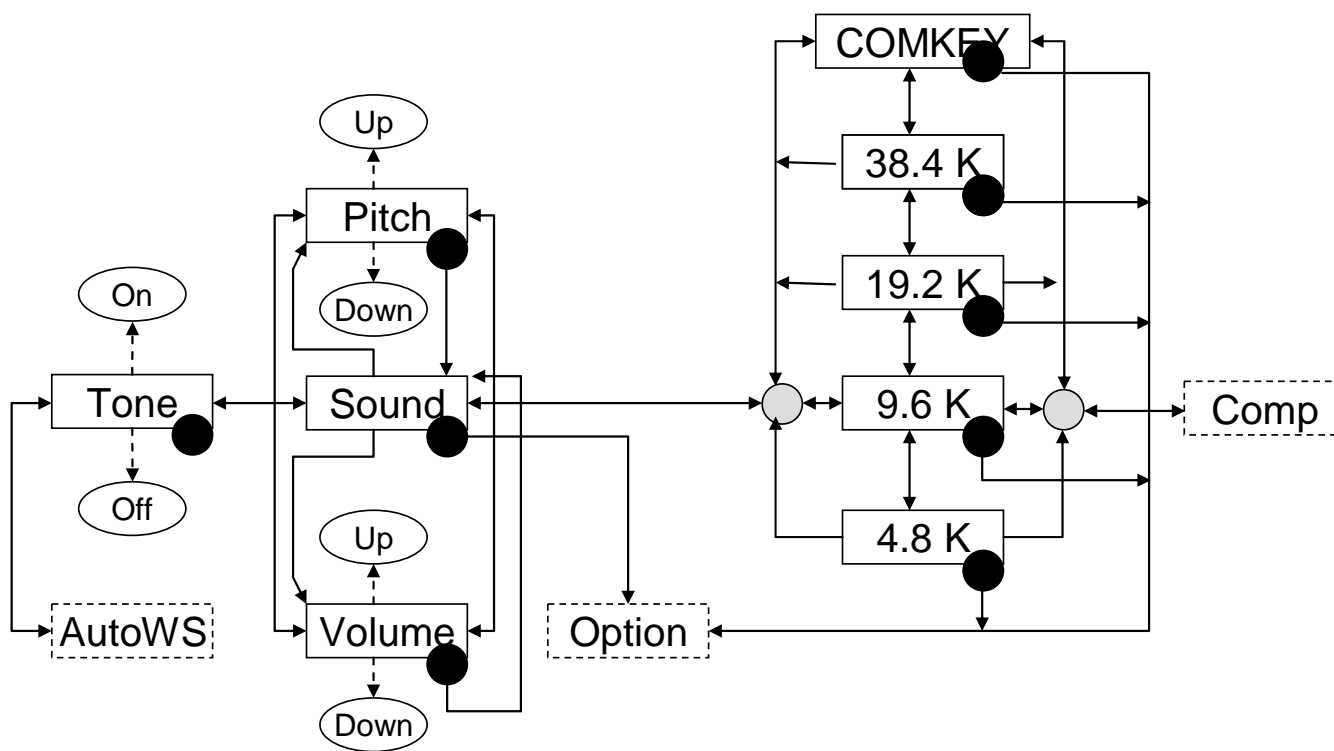 COMKEY
Up
38.4 K
Pitch
On
Down
19.2 K
Tone
Sound
9.6 K
Comp
Off
Up
4.8 K
AutoWS
Volume
Option
Down